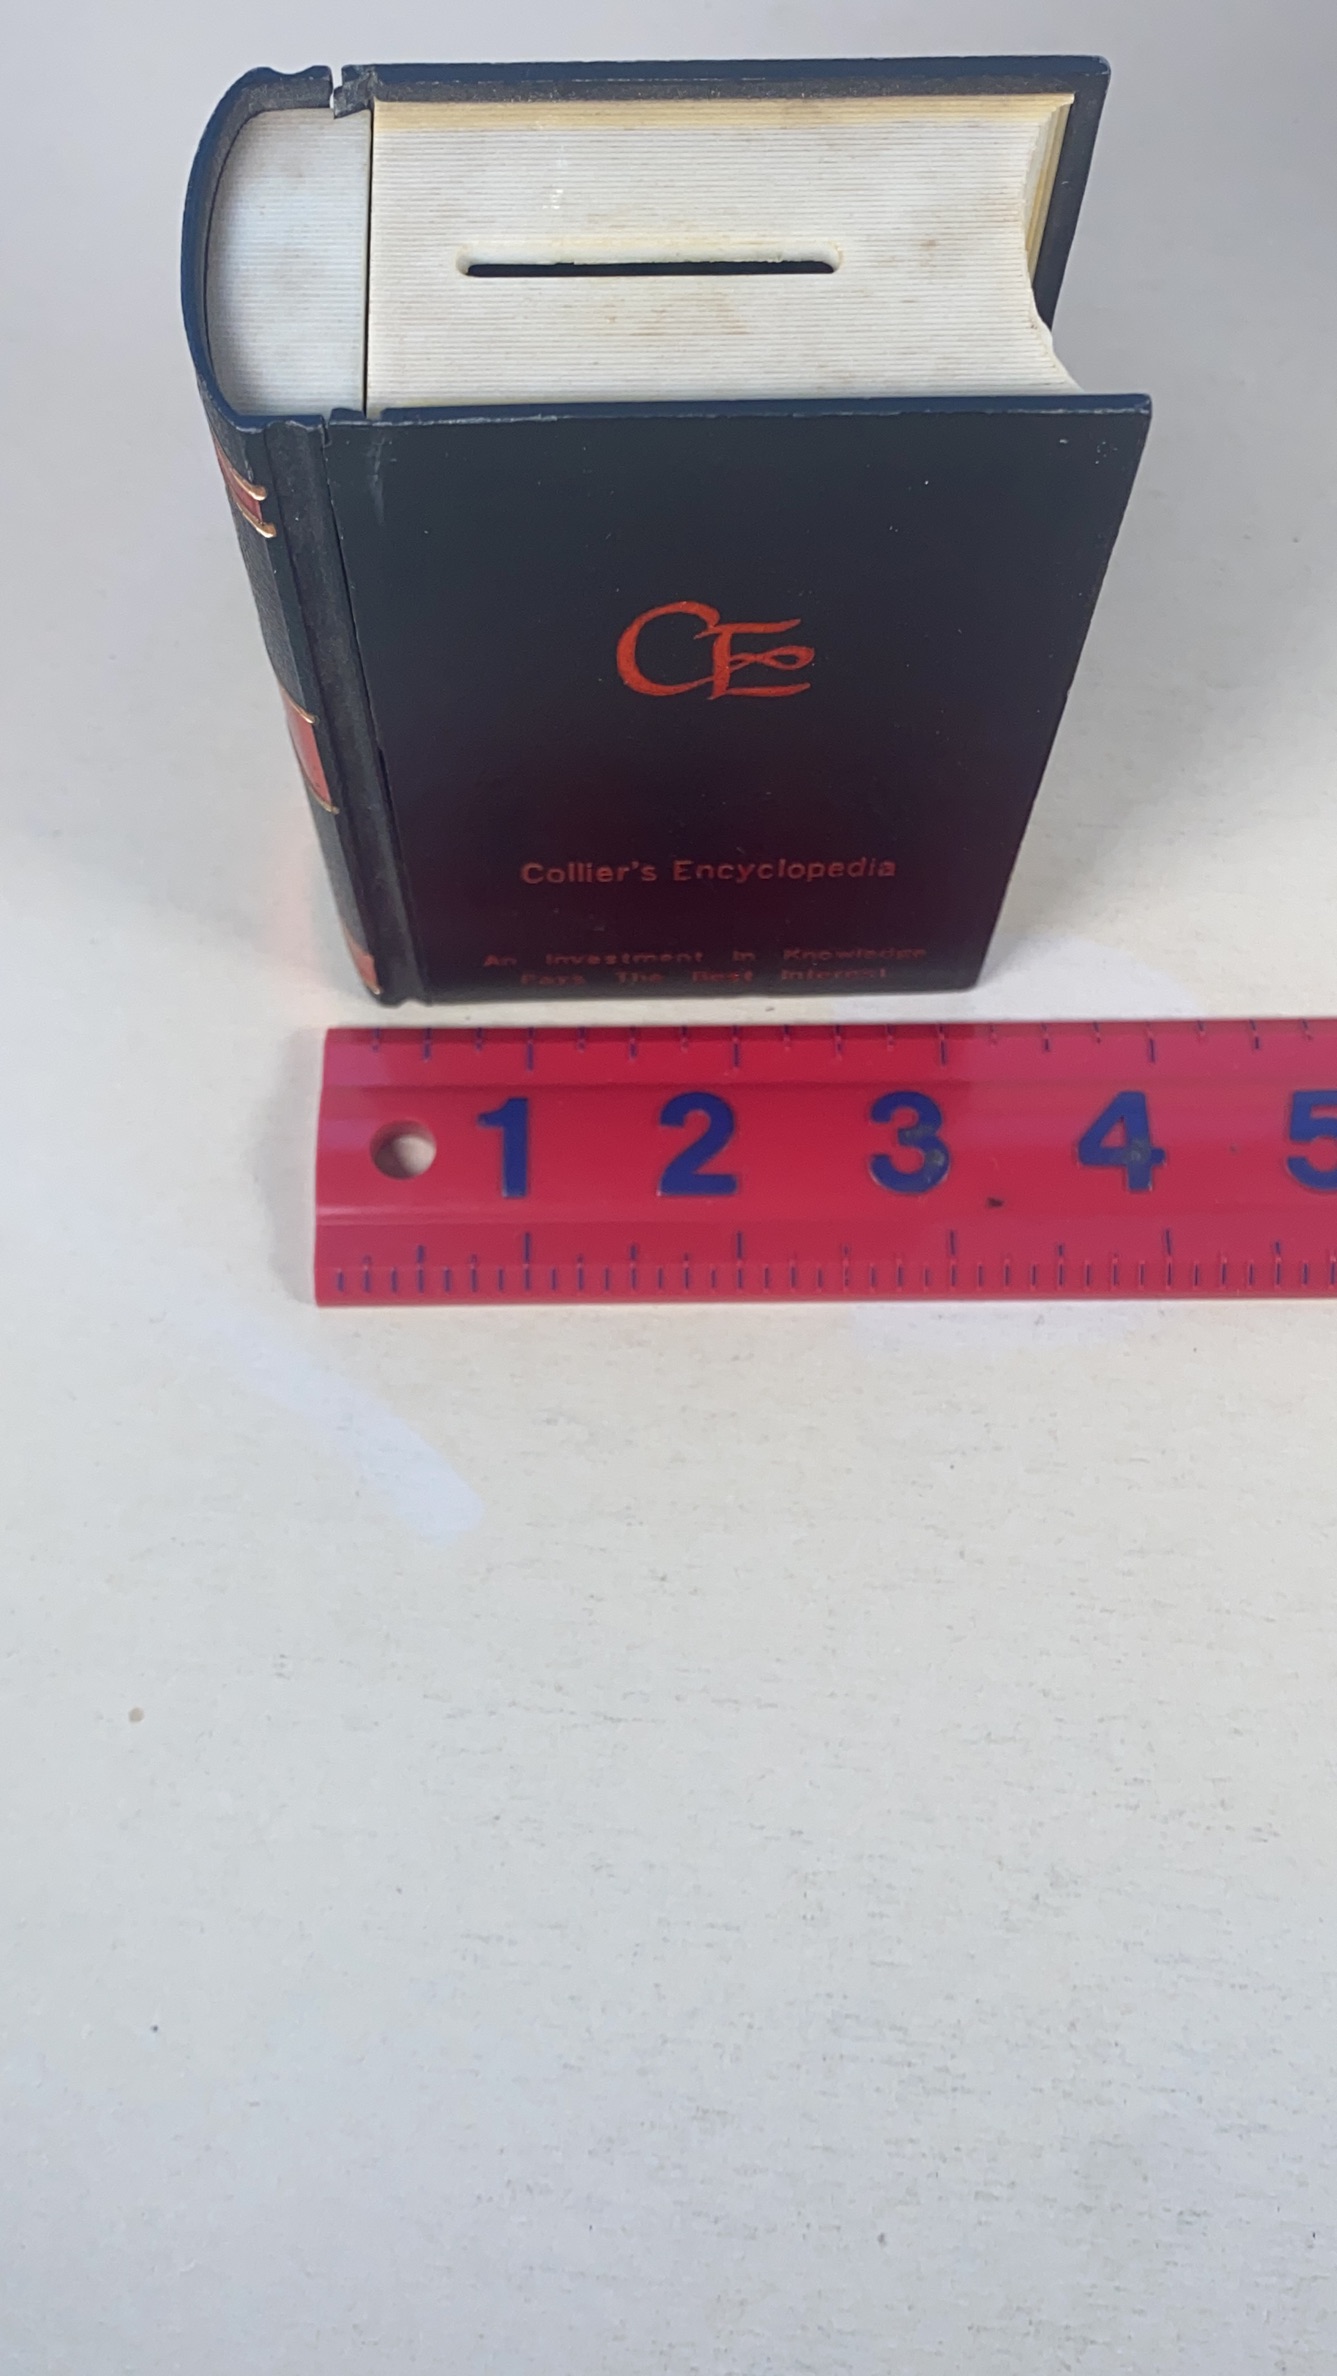 CE
Collier's Encyclopedia
An Investment In Knowledge
Pays The Best Interest
1 2 3 4 5